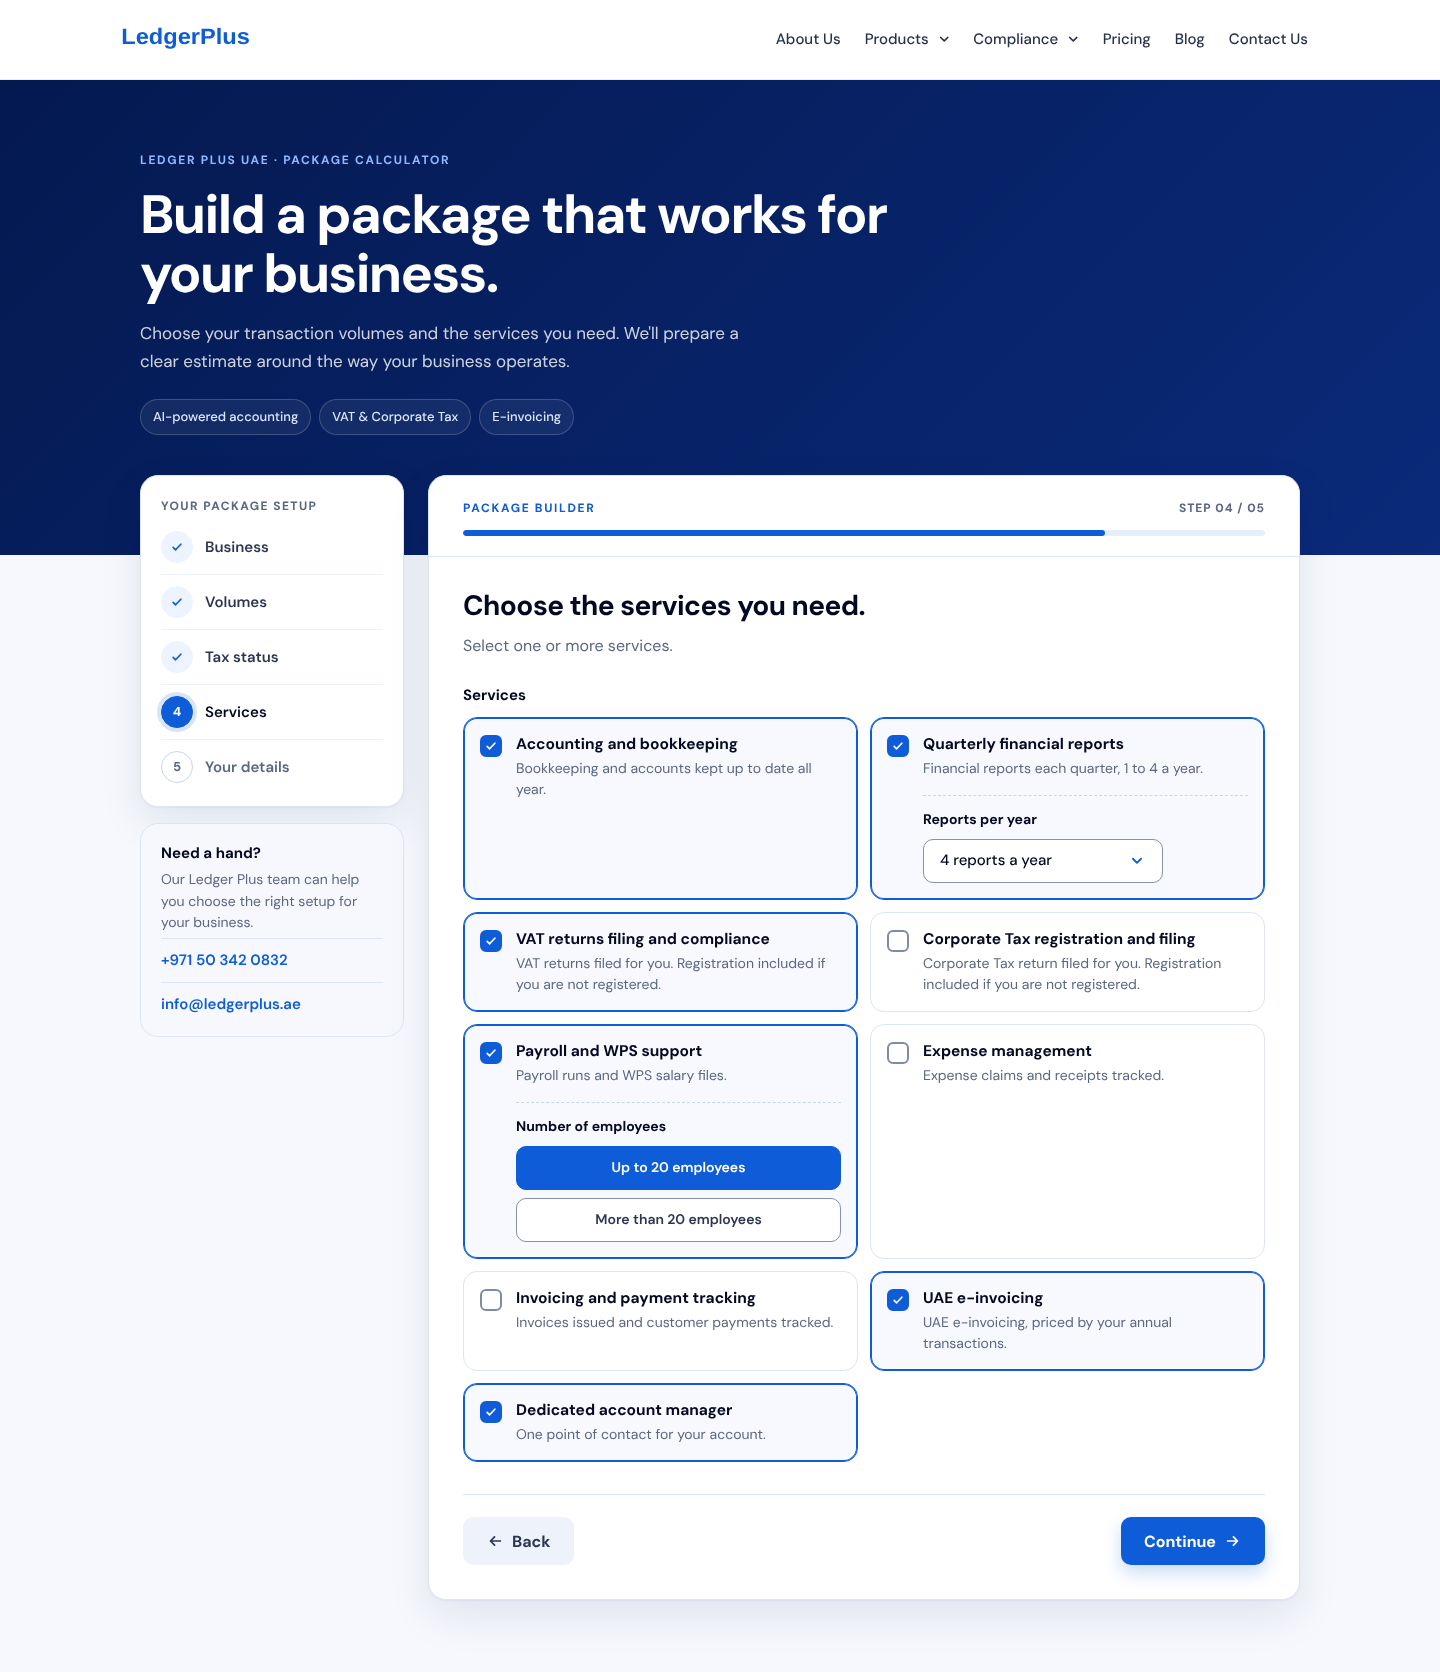 LedgerPlus
About Us
Products
Compliance
Pricing
Blog
Contact Us
LEDGER PLUS UAE · PACKAGE CALCULATOR
Build a package that works for
your business.
Choose your transaction volumes and the services you need. We'll prepare a
clear estimate around the way your business operates.
AI-powered accounting
VAT & Corporate Tax
E-invoicing
YOUR PACKAGE SETUP
Business
Volumes
Tax status
4 Services
5 Your details
Need a hand?
Our Ledger Plus team can help
you choose the right setup for
your business.
+971 50 342 0832
info@ledgerplus.ae
PACKAGE BUILDER
STEP 04 / 05
Choose the services you need.
Select one or more services.
Services
Accounting and bookkeeping
Bookkeeping and accounts kept up to date all
year.
Quarterly financial reports
Financial reports each quarter, 1 to 4 a year.
Reports per year
4 reports a year
VAT returns filing and compliance
VAT returns filed for you. Registration included if
you are not registered.
Corporate Tax registration and filing
Corporate Tax return filed for you. Registration
included if you are not registered.
Payroll and WPS support
Payroll runs and WPS salary files.
Number of employees
Up to 20 employees
More than 20 employees
Expense management
Expense claims and receipts tracked.
Invoicing and payment tracking
Invoices issued and customer payments tracked.
UAE e-invoicing
UAE e-invoicing, priced by your annual
transactions.
Dedicated account manager
One point of contact for your account.
Back
Continue